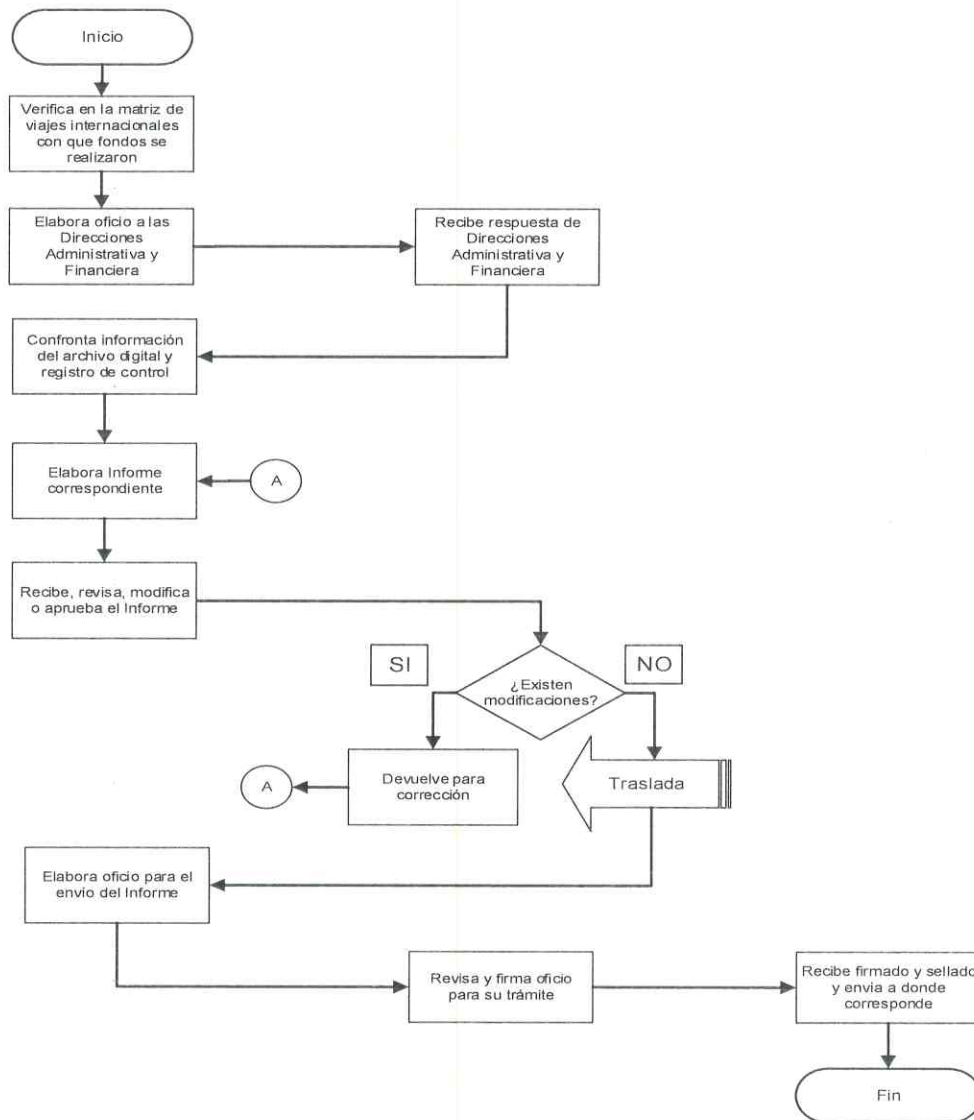 Inicio
Verifica en la matriz de
viajes internacionales
con que fondos se
realizaron
Elabora oficio a las
Direcciones
Administrativa y
Financiera
Recibe respuesta de
Direcciones
Administrativa y
Financiera
Confronta información
del archivo digital y
registro de control
Elabora Informe
correspondiente
A
Recibe, revisa, modifica
o aprueba el Informe
SI
¿Existen
modificaciones?
NO
A
Devuelve para
corrección
Traslada
Elabora oficio para el
envio del Informe
Revisa y firma oficio
para su trámite
Recibe firmado y sellado
y envia a donde
corresponde
Fin